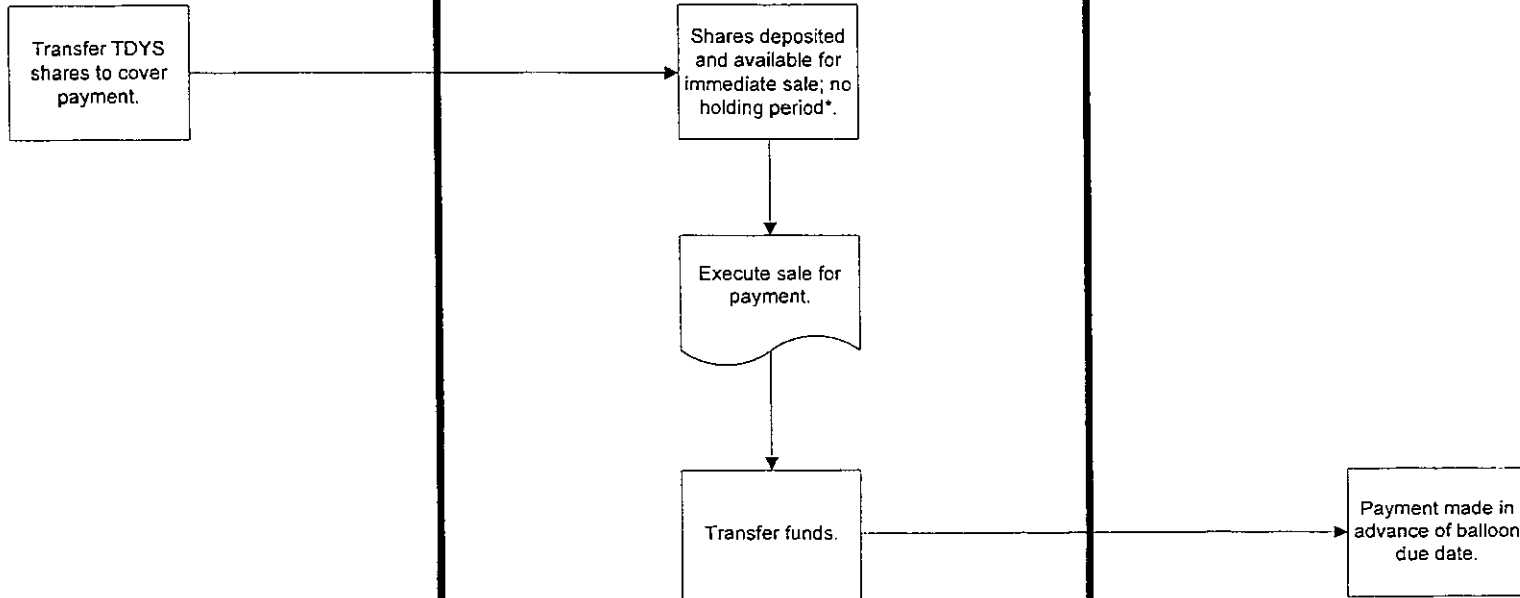 Transfer TDYS
shares to cover
payment.
Shares deposited
and available for
immediate sale; no
holding period*.
Execute sale for
payment.
Transfer funds.
Payment made in
advance of balloon
due date.